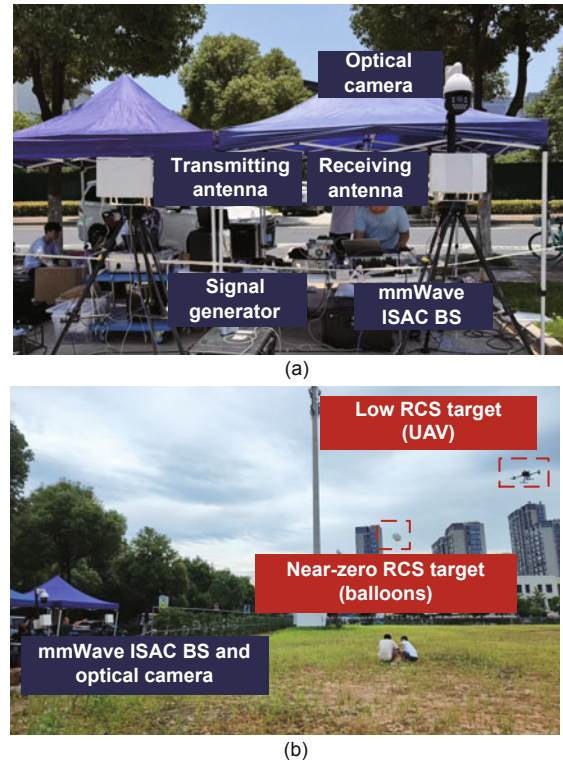 Optical
camera
Transmitting
antenna
Receiving
antenna
Signal
generator
mmWave
ISAC BS
(a)
Low RCS target
(UAV)
Near-zero RCS target
(balloons)
mmWave ISAC BS and
optical camera
(b)